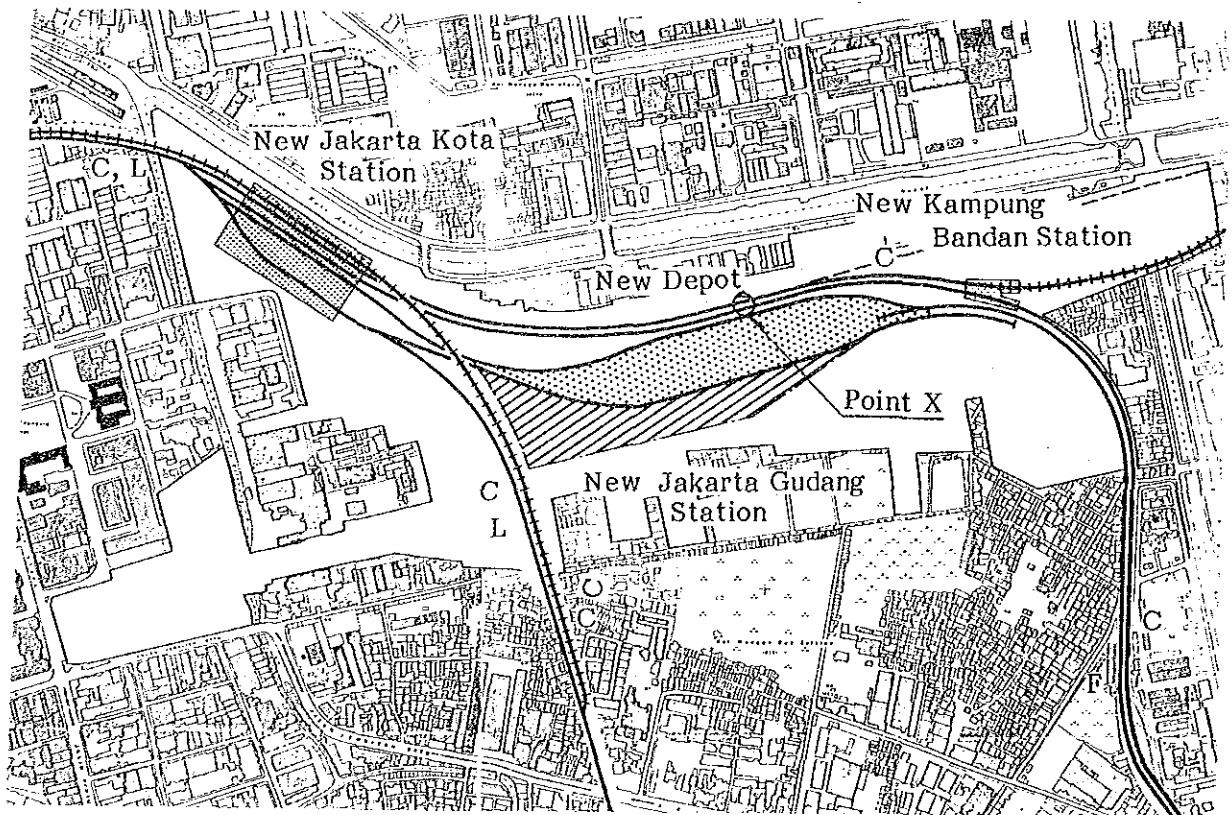 New Jakarta Kota
Station
C, L
New Kampung
Bandan Station
C
New Depot
Point X
New Jakarta Gudang
Station
C
L
C
C
C
F